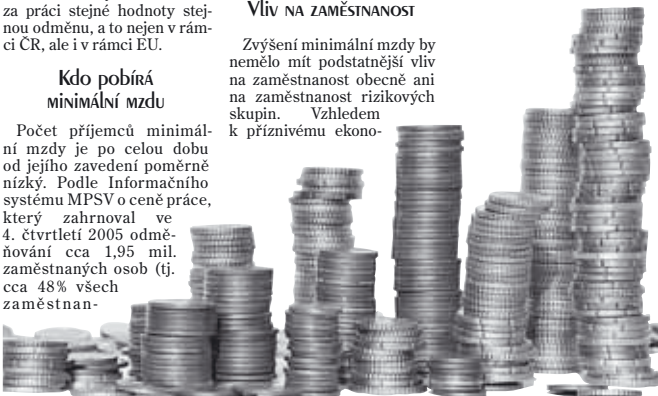 za práci stejné hodnoty stej-
nou odměnu, a to nejen v rám-
ci ČR, ale i v rámci EU.
Kdo pobírá
minimální mzdu
Počet příjemců minimál-
ní mzdy je po celou dobu
od jejího zavedení poměrně
nízký. Podle Informačního
systému MPSV o ceně práce,
který zahrnoval ve
4. čtvrtletí 2005 odmě-
ňování cca 1,95 mil.
zaměstnaných osob (tj.
cca 48% všech
zaměstnan-
Vliv na zaměstnanost
Zvýšení minimální mzdy by
nemělo mít podstatnější vliv
na zaměstnanost obecně ani
na zaměstnanost rizikových
skupin. Vzhledem
k příznivému ekono-